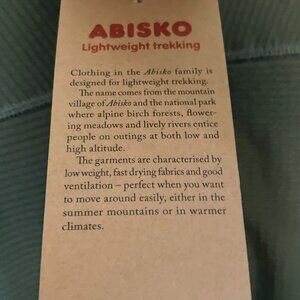 ABISKO
Lightweight trekking
Clothing in the Abisko family is
designed for lightweight trekking.
The name comes from the mountain
village of Abisko and the national park
where alpine birch forests, flower-
ing meadows and lively rivers entice
people on outings at both low and
high altitude.
The garments are characterised by
low weight, fast drying fabrics and good
ventilation – perfect when you want
to move around easily, either in the
summer mountains or in warmer
climates.